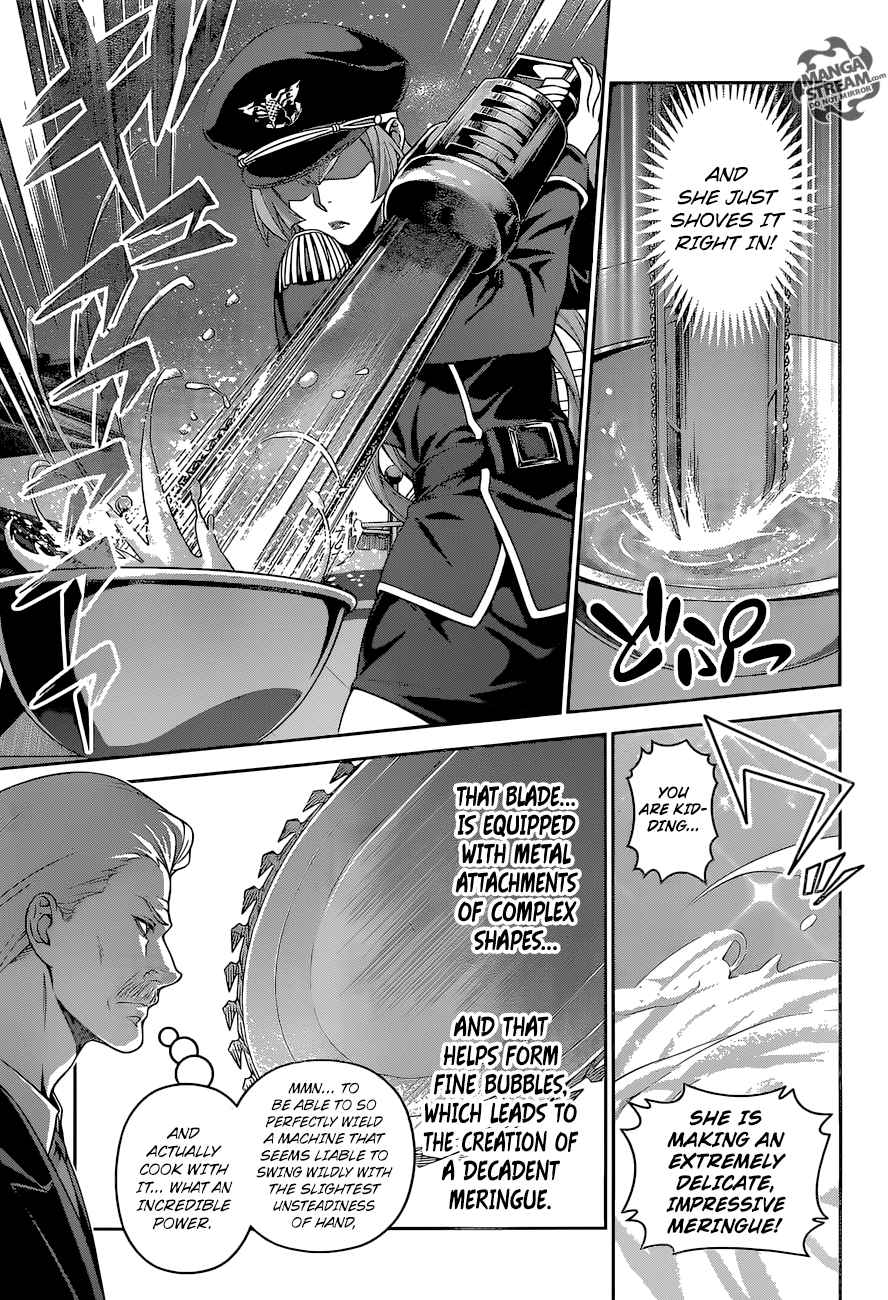 MANGA
STREAM.com
DO NOT MIRROR
AND
SHE JUST
SHOVES IT
RIGHT IN!
どぷっ
YOU
ARE KID-
DING...
SHE IS
MAKING AN
EXTREMELY
DELICATE,
IMPRESSIVE
MERINGUE!
THAT BLADE...
IS EQUIPPED
WITH METAL
ATTACHMENTS
OF COMPLEX
SHAPES...
AND THAT
HELPS FORM
FINE BUBBLES,
WHICH LEADS TO
THE CREATION OF
A DECADENT
MERINGUE.
MMN... TO
BE ABLE TO SO
PERFECTLY WIELD
A MACHINE THAT
SEEMS LIABLE TO
SWING WILDLY WITH
THE SLIGHTEST
UNSTEADINESS
OF HAND,
AND
ACTUALLY
COOK WITH
IT... WHAT AN
INCREDIBLE
POWER.